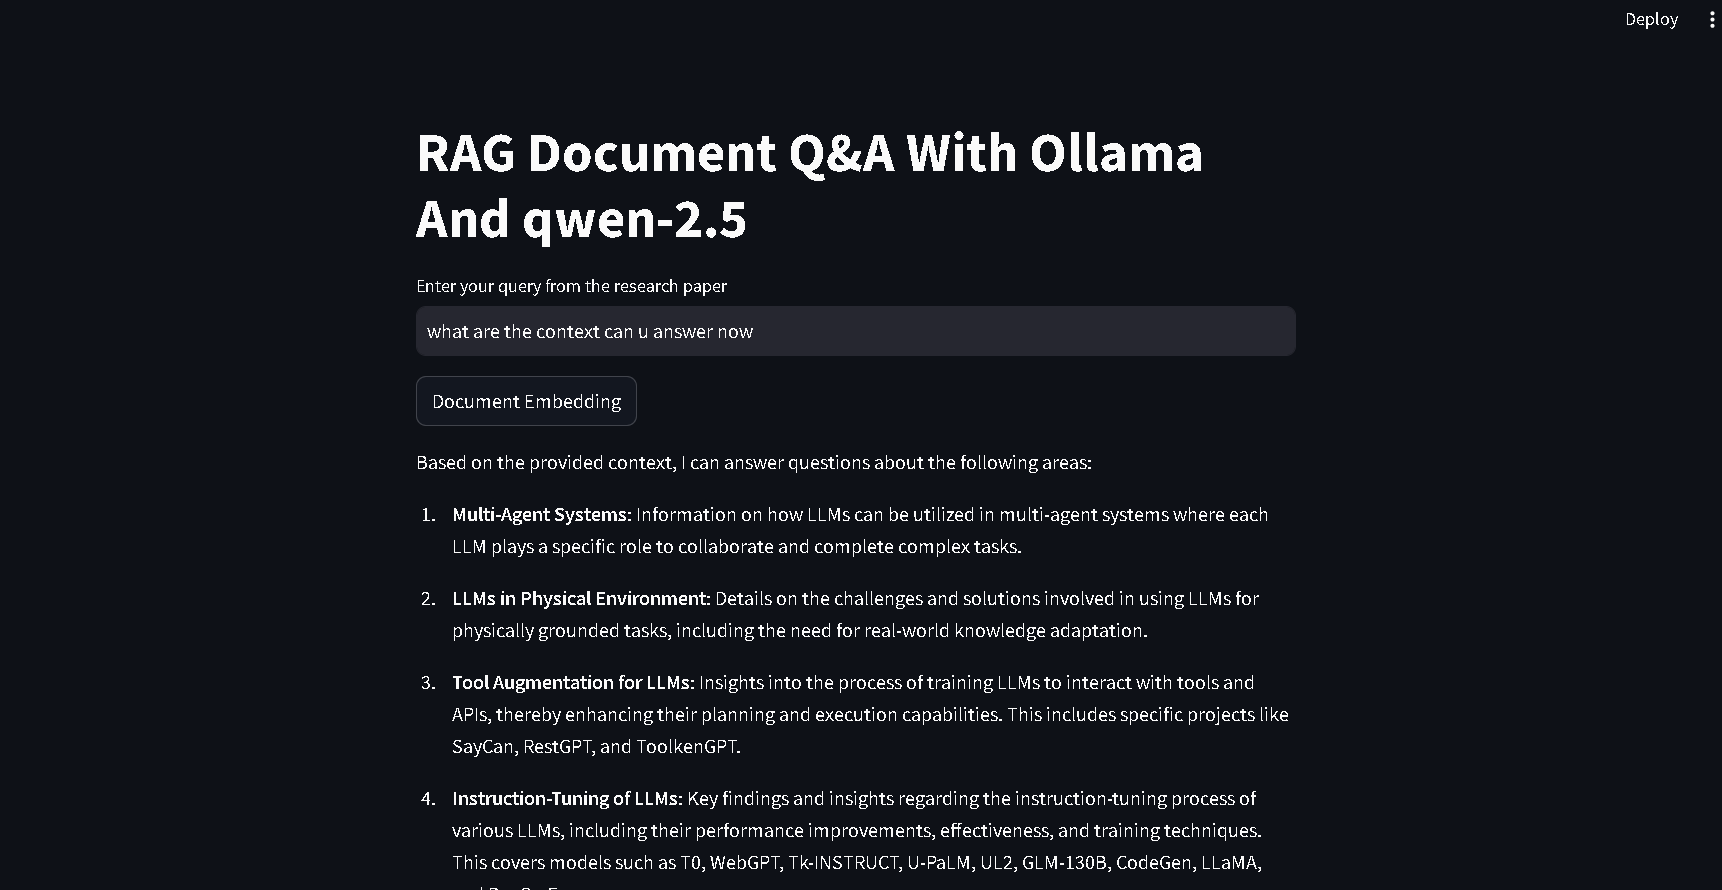 Deploy
RAG Document Q&A With Ollama
And qwen-2.5
Enter your query from the research paper
what are the context can u answer now
Document Embedding
Based on the provided context, I can answer questions about the following areas:
1. Multi-Agent Systems: Information on how LLMs can be utilized in multi-agent systems where each
LLM plays a specific role to collaborate and complete complex tasks.
2. LLMs in Physical Environment: Details on the challenges and solutions involved in using LLMs for
physically grounded tasks, including the need for real-world knowledge adaptation.
3. Tool Augmentation for LLMs: Insights into the process of training LLMs to interact with tools and
APIs, thereby enhancing their planning and execution capabilities. This includes specific projects like
SayCan, RestGPT, and ToolkenGPT.
4. Instruction-Tuning of LLMs: Key findings and insights regarding the instruction-tuning process of
various LLMs, including their performance improvements, effectiveness, and training techniques.
This covers models such as T0, WebGPT, Tk-INSTRUCT, U-PaLM, UL2, GLM-130B, CodeGen, LLaMA,